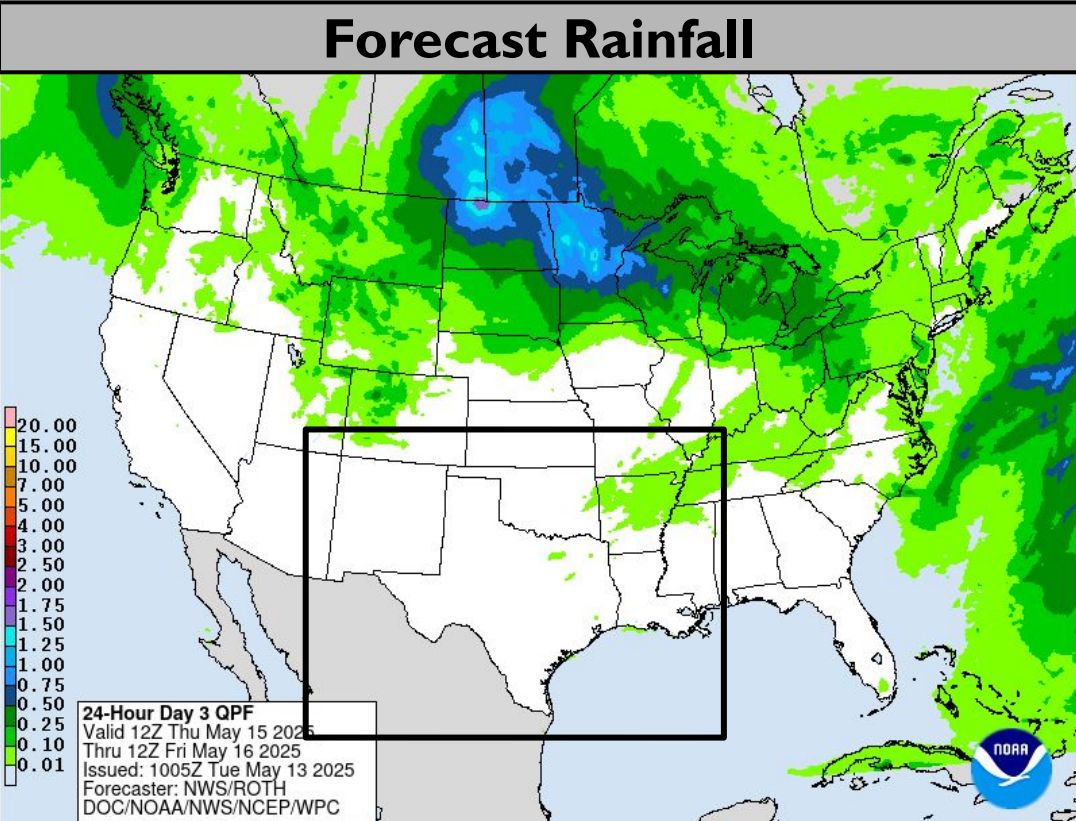 Forecast Rainfall
20.00
15.00
10.00
7.00
5.00
4.00
3.00
2.50
2.00
1.75
1.50
1.25
1.00
0.75
0.50
0.25
0.10
0.01
24-Hour Day 3 QPF
Valid 12Z Thu May 15 2025
Thru 12Z Fri May 16 2025
Issued: 1005Z Tue May 13 2025
Forecaster: NWS/ROTH
DOC/NOAA/NWS/NCEP/WPC
NOAA